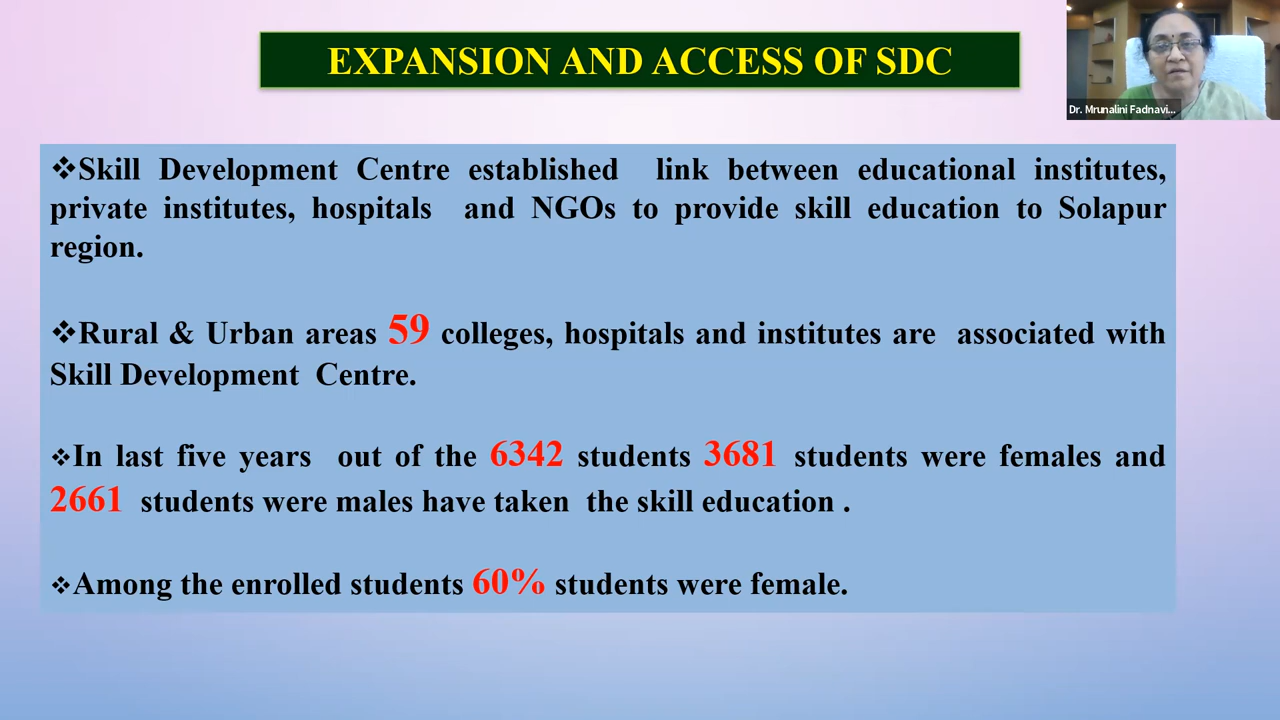 EXPANSION AND ACCESS OF SDC
Dr. Mrunalini Fadnavi...
❖Skill Development Centre established link between educational institutes,
private institutes, hospitals and NGOs to provide skill education to Solapur
region.
❖Rural & Urban areas 59 colleges, hospitals and institutes are associated with
Skill Development Centre.
❖In last five years out of the 6342 students 3681 students were females and
2661 students were males have taken the skill education .
❖Among the enrolled students 60% students were female.